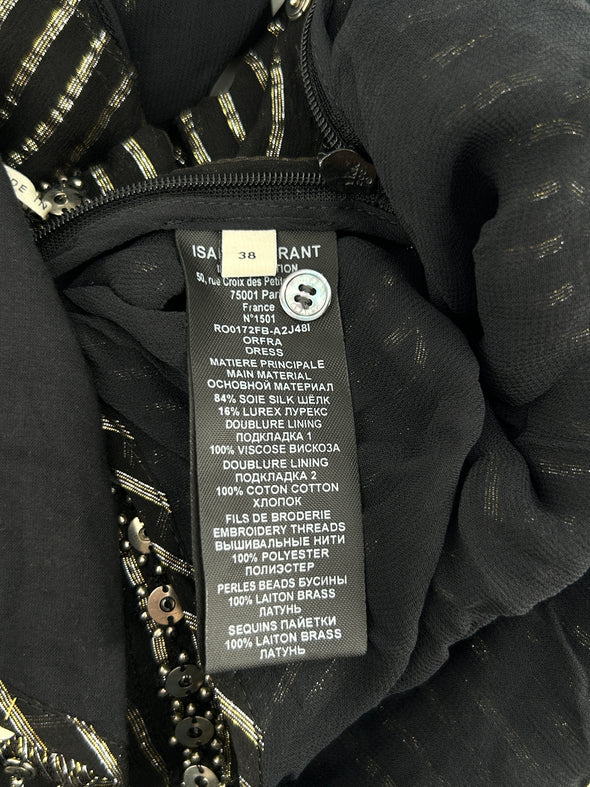 DE IN
38
50, rue Croix des
75001
France
N°1501
RO0172FB-A2J48I
ORFRA
DRESS
MATIERE PRINCIPALE
MAIN MATERIAL
ОСНОВНОЙ МАТЕРИАЛ
84% SOIE SILK ШЁЛК
16% LUREX ЛУРЕКС
DOUBLURE LINING
ПОДКЛАДКА 1
100% VISCOSE ВИСКОЗА
DOUBLURE LINING
ПОДКЛАДКА 2
100% COTON COTTON
ХЛОПОК
FILS DE BRODERIE
EMBROIDERY THREADS
ВЫШИВАЛЬНЫЕ НИТИ
100% POLYESTER
ПОЛИЭСТЕР
PERLES BEADS БУСИНЫ
100% LAITON BRASS
ЛАТУНЬ
SEQUINS ПАЙЕТКИ
100% LAITON BRASS
ЛАТУНЬ